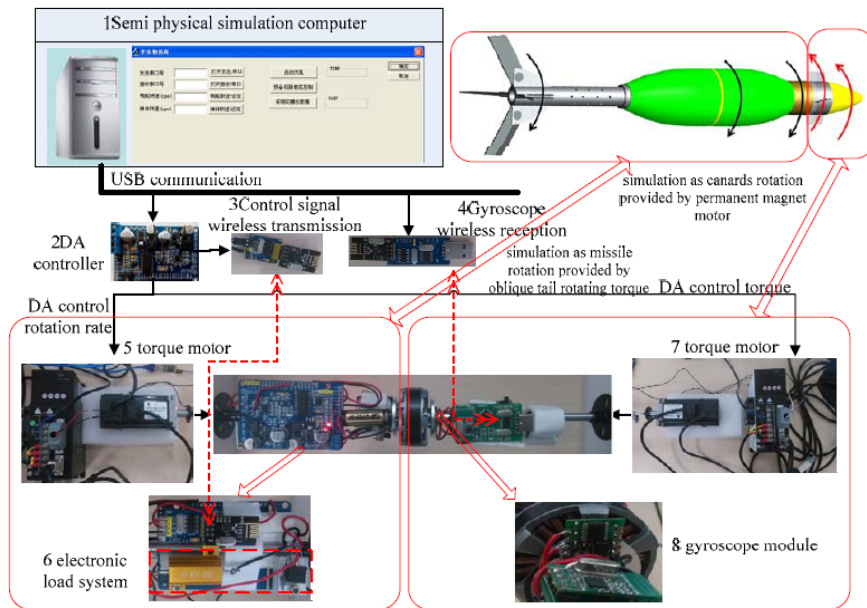 1Semi physical simulation computer
USB communication
3Control signal
wireless transmission
4Gyroscope
wireless reception
2DA
controller
simulation as canards rotation
provided by permanent magnet
motor
simulation as missile
rotation provided by
oblique tail rotating torque
DA control torque
DA control
rotation rate
5 torque motor
7 torque motor
6 electronic
load system
8 gyroscope module